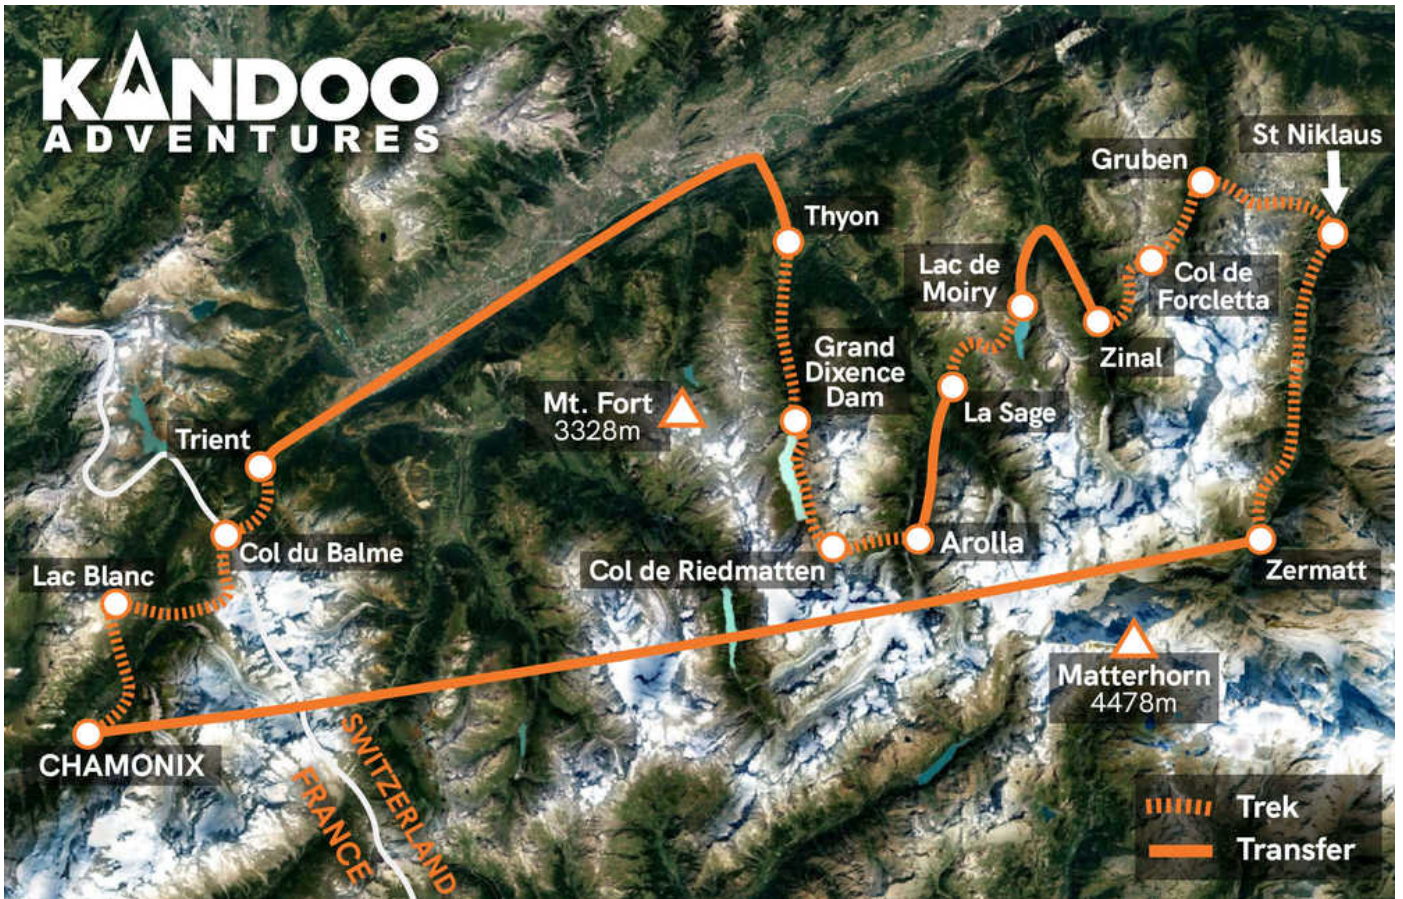 KANDOO
ADVENTURES
St Niklaus
Gruben
Thyon
Lac de
Moiry
Col de
Forcletta
Zinal
Grand
Dixence
Dam
Mt. Fort
3328m
La Sage
Trient
Col du Balme
Arolla
Lac Blanc
Col de Riedmatten
Zermatt
Matterhorn
4478m
CHAMONIX
SWITZERLAND
FRANCE
Trek
Transfer